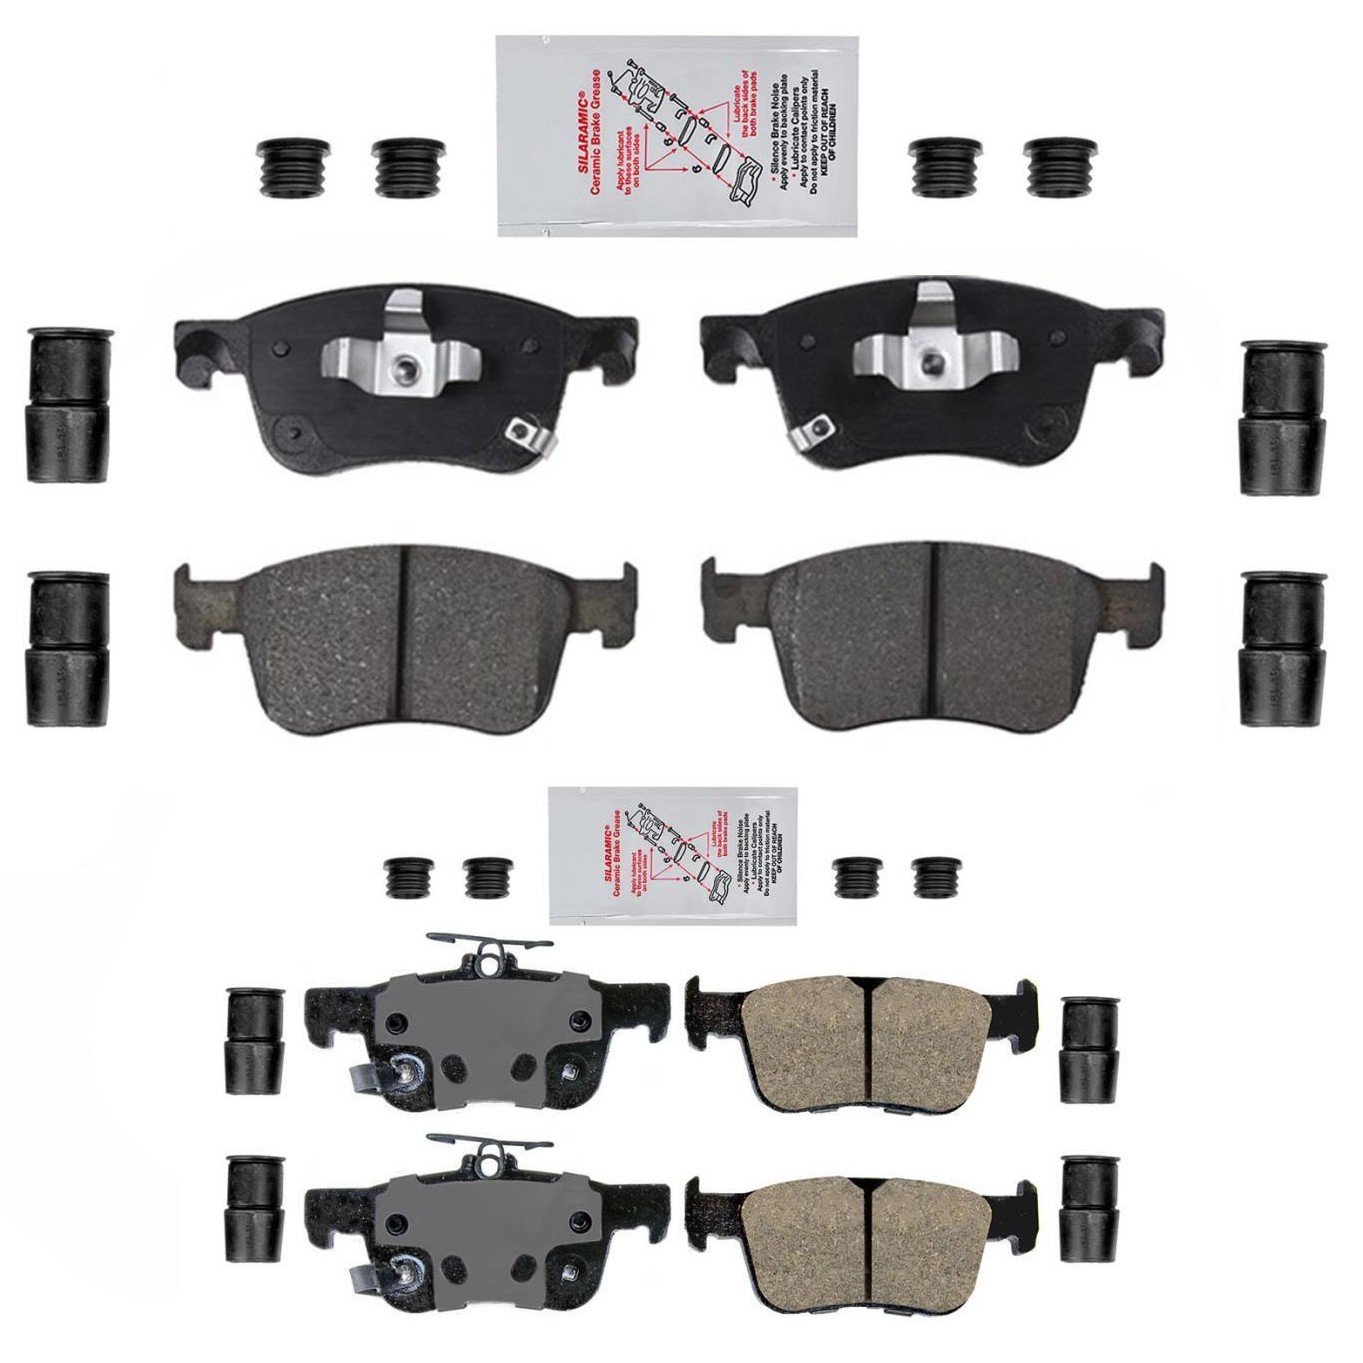 SILARAMIC®
Ceramic Brake Grease
Apply lubricant
to these surfaces
on both sides
Lubricate
the back sides of
both brake pads
• Silence Brake Noise
Apply evenly to backing plate
• Lubricate Calipers
Apply to contact points only
Do not apply to friction material
KEEP OUT OF REACH
OF CHILDREN
SILARAMIC®
Ceramic Brake Grease
Apply lubricant
to these surfaces
on both sides
Lubricate
the back sides of
both brake pads
• Silence Brake Noise
Apply evenly to backing plate
• Lubricate Calipers
Apply to contact points only
Do not apply to friction material
KEEP OUT OF REACH
OF CHILDREN